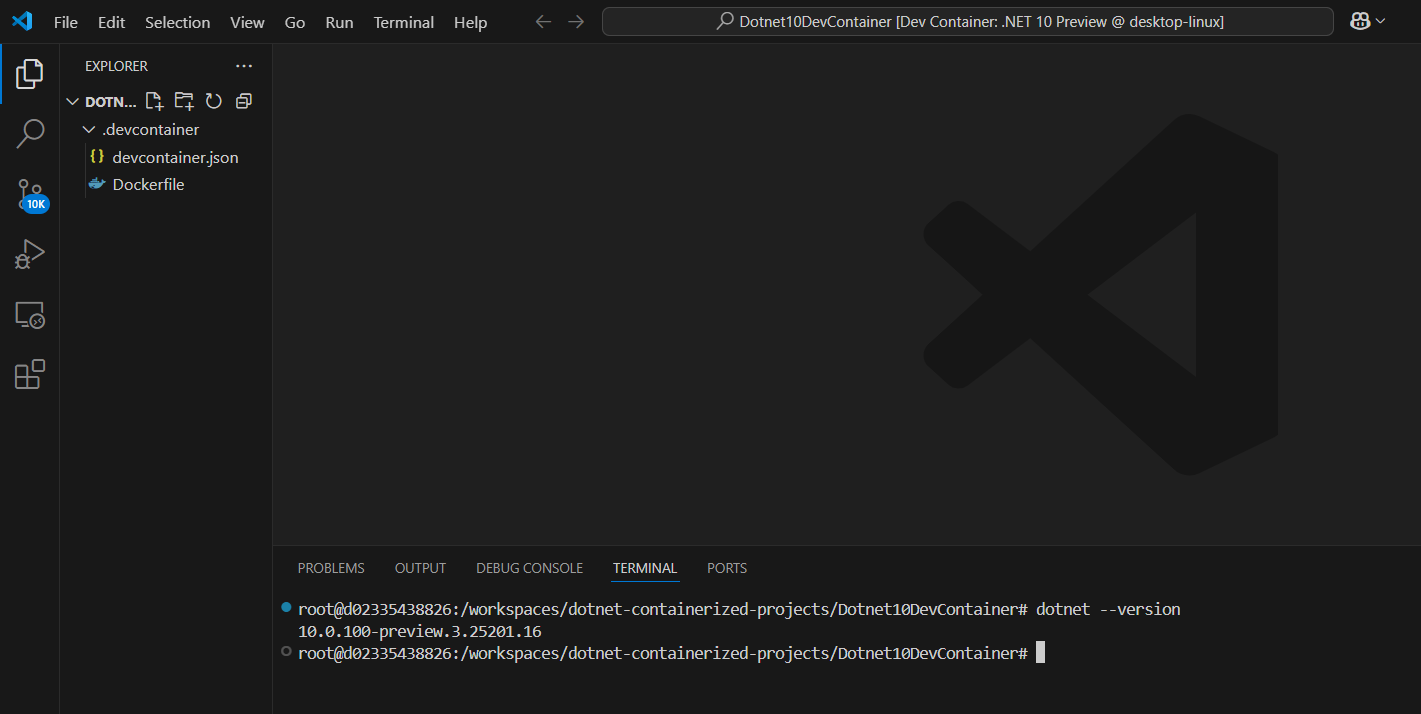 File Edit Selection View Go Run Terminal Help
Dotnet10DevContainer [Dev Container: .NET 10 Preview @ desktop-linux]
EXPLORER
DOTN...
.devcontainer
{} devcontainer.json
Dockerfile
10K
PROBLEMS OUTPUT DEBUG CONSOLE TERMINAL PORTS
root@d02335438826:/workspaces/dotnet-containerized-projects/Dotnet10DevContainer# dotnet --version
10.0.100-preview.3.25201.16
root@d02335438826:/workspaces/dotnet-containerized-projects/Dotnet10DevContainer#